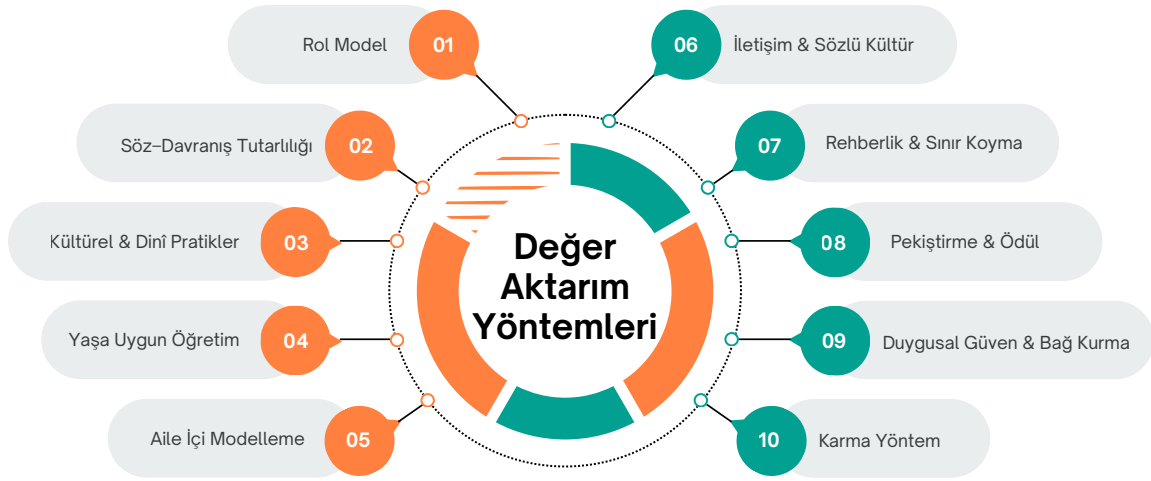 Rol Model
01
Söz–Davranış Tutarlılığı
02
Kültürel & Dinî Pratikler
03
Yaşa Uygun Öğretim
04
Aile İçi Modelleme
05
Değer
Aktarım
Yöntemleri
06
İletişim & Sözlü Kültür
07
Rehberlik & Sınır Koyma
08
Pekiştirme & Ödül
09
Duygusal Güven & Bağ Kurma
10
Karma Yöntem